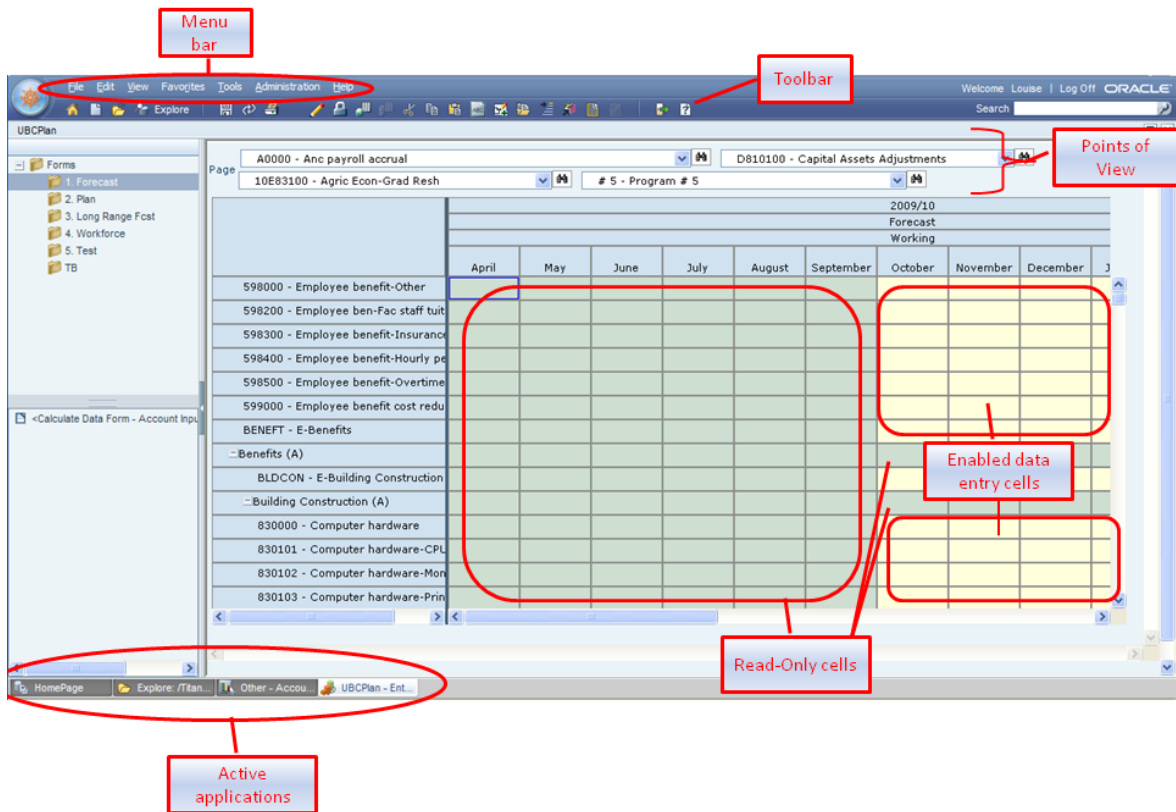 Menu
bar
Toolbar
File Edit View Favorites Tools Administration Help
Welcome Louise | Log Off ORACLE
Explore
Search
UBCPlan
Points of
View
Forms
1. Forecast
2. Plan
3. Long Range Fcst
4. Workforce
5. Test
TB
<Calculate Data Form - Account Inpu
Page
A0000 - Anc payroll accrual
D810100 - Capital Assets Adjustments
10E83100 - Agric Econ-Grad Resh
# 5 - Program # 5
2009/10
Forecast
Working
April May June July August September October November December J
598000 - Employee benefit-Other
598200 - Employee ben-Fac staff tuit
598300 - Employee benefit-Insurance
598400 - Employee benefit-Hourly pe
598500 - Employee benefit-Overtime
599000 - Employee benefit cost redu
BENEFT - E-Benefits
Benefits (A)
BLDCON - E-Building Construction
Building Construction (A)
830000 - Computer hardware
830101 - Computer hardware-CPU
830102 - Computer hardware-Mon
830103 - Computer hardware-Prin
Enabled data
entry cells
Read-Only cells
HomePage Explore: /Titan... Other - Accou... UBCPlan - Ent...
Active
applications